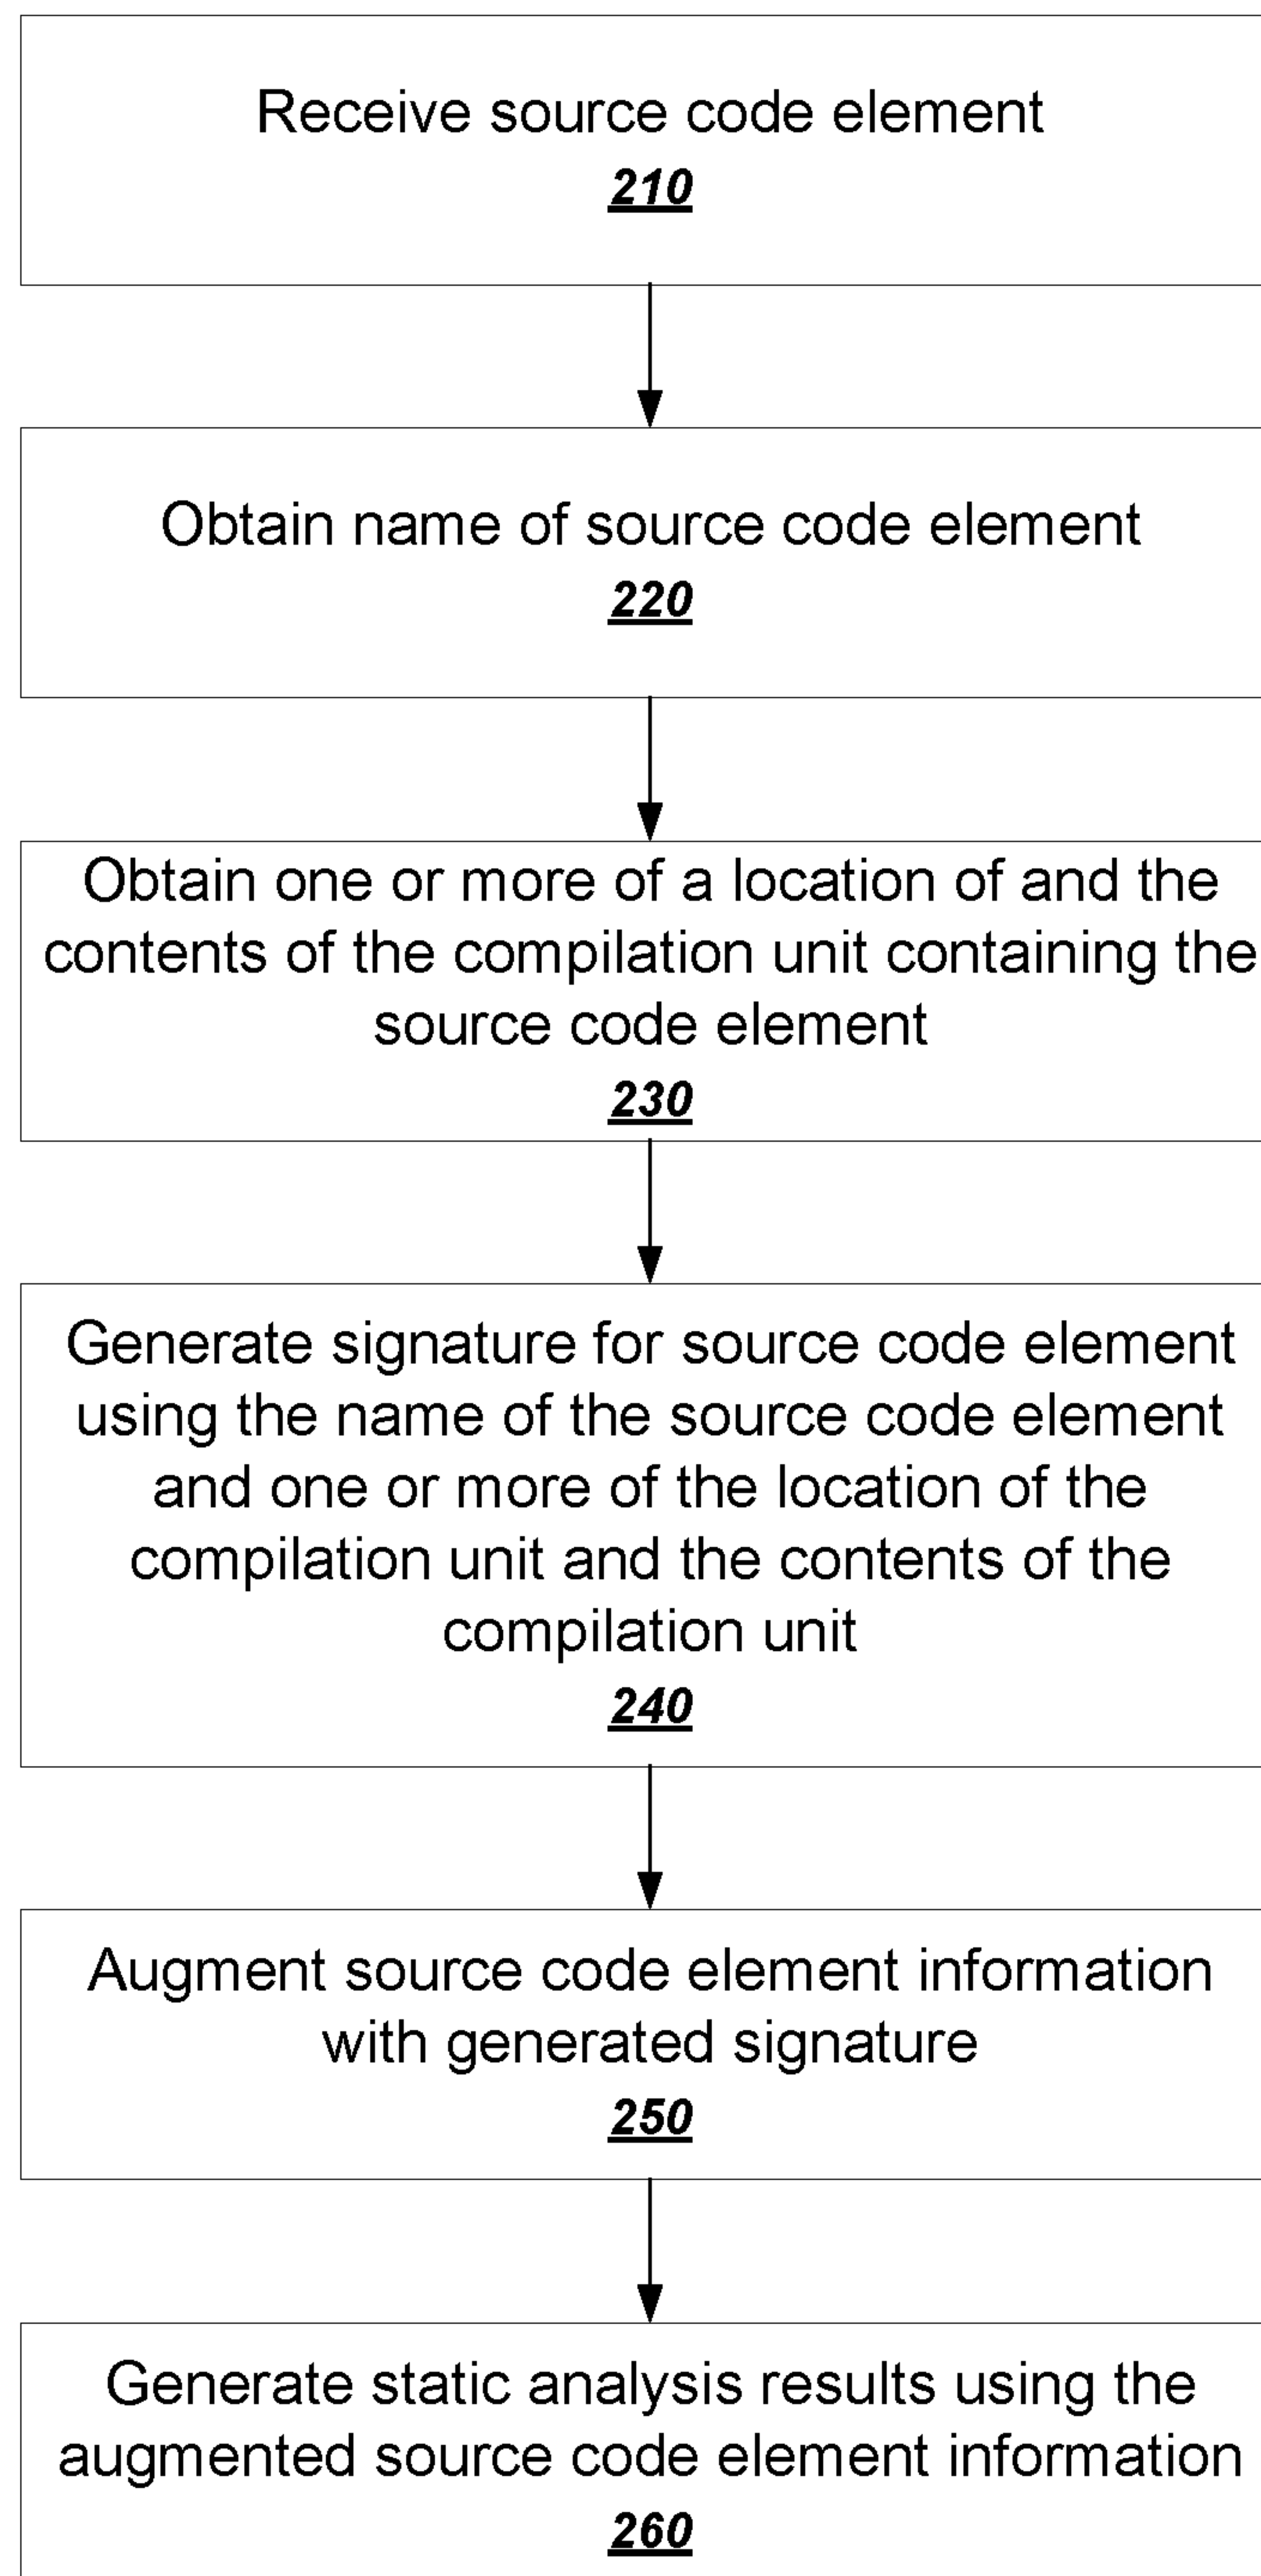 Receive source code element
210
Obtain name of source code element
220
Obtain one or more of a location of and the
contents of the compilation unit containing the
source code element
230
Generate signature for source code element
using the name of the source code element
and one or more of the location of the
compilation unit and the contents of the
compilation unit
240
Augment source code element information
with generated signature
250
Generate static analysis results using the
augmented source code element information
260